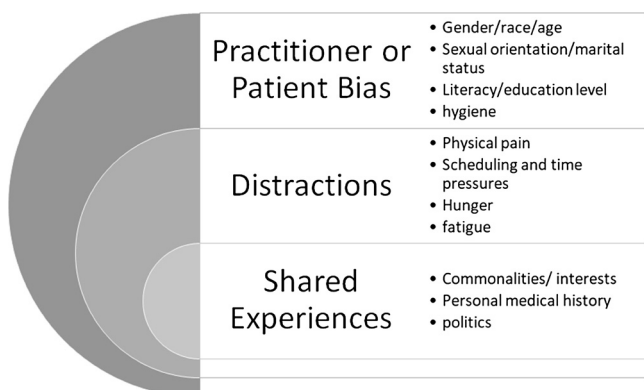 Practitioner or
Patient Bias
• Gender/race/age
• Sexual orientation/marital
status
• Literacy/education level
• hygiene
Distractions
• Physical pain
• Scheduling and time
pressures
• Hunger
• fatigue
Shared
Experiences
• Commonalities/ interests
• Personal medical history
• politics